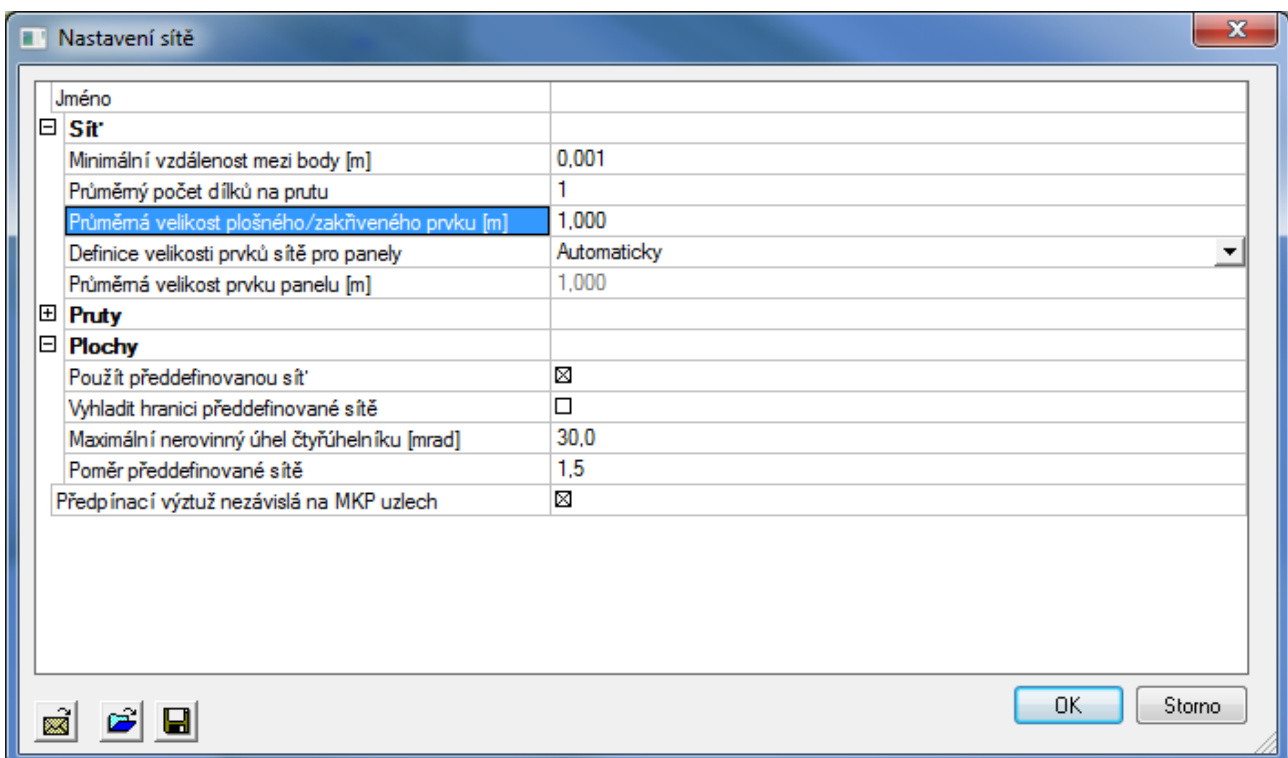 Nastavení sítě
Jméno
Síť
Minimální vzdálenost mezi body [m] 0,001
Průměrný počet dílků na prutu 1
Průměrná velikost plošného/zakřiveného prvku [m] 1,000
Definice velikosti prvků sítě pro panely Automaticky
Průměrná velikost prvku panelu [m] 1,000
Pruty
Plochy
Použít předdefinovanou síť
Vyhladit hranici předdefinované sítě
Maximální nerovinný úhel čtyřúhelníku [mrad] 30,0
Poměr předdefinované sítě 1,5
Předpínací výztuž nezávislá na MKP uzlech
OK Storno